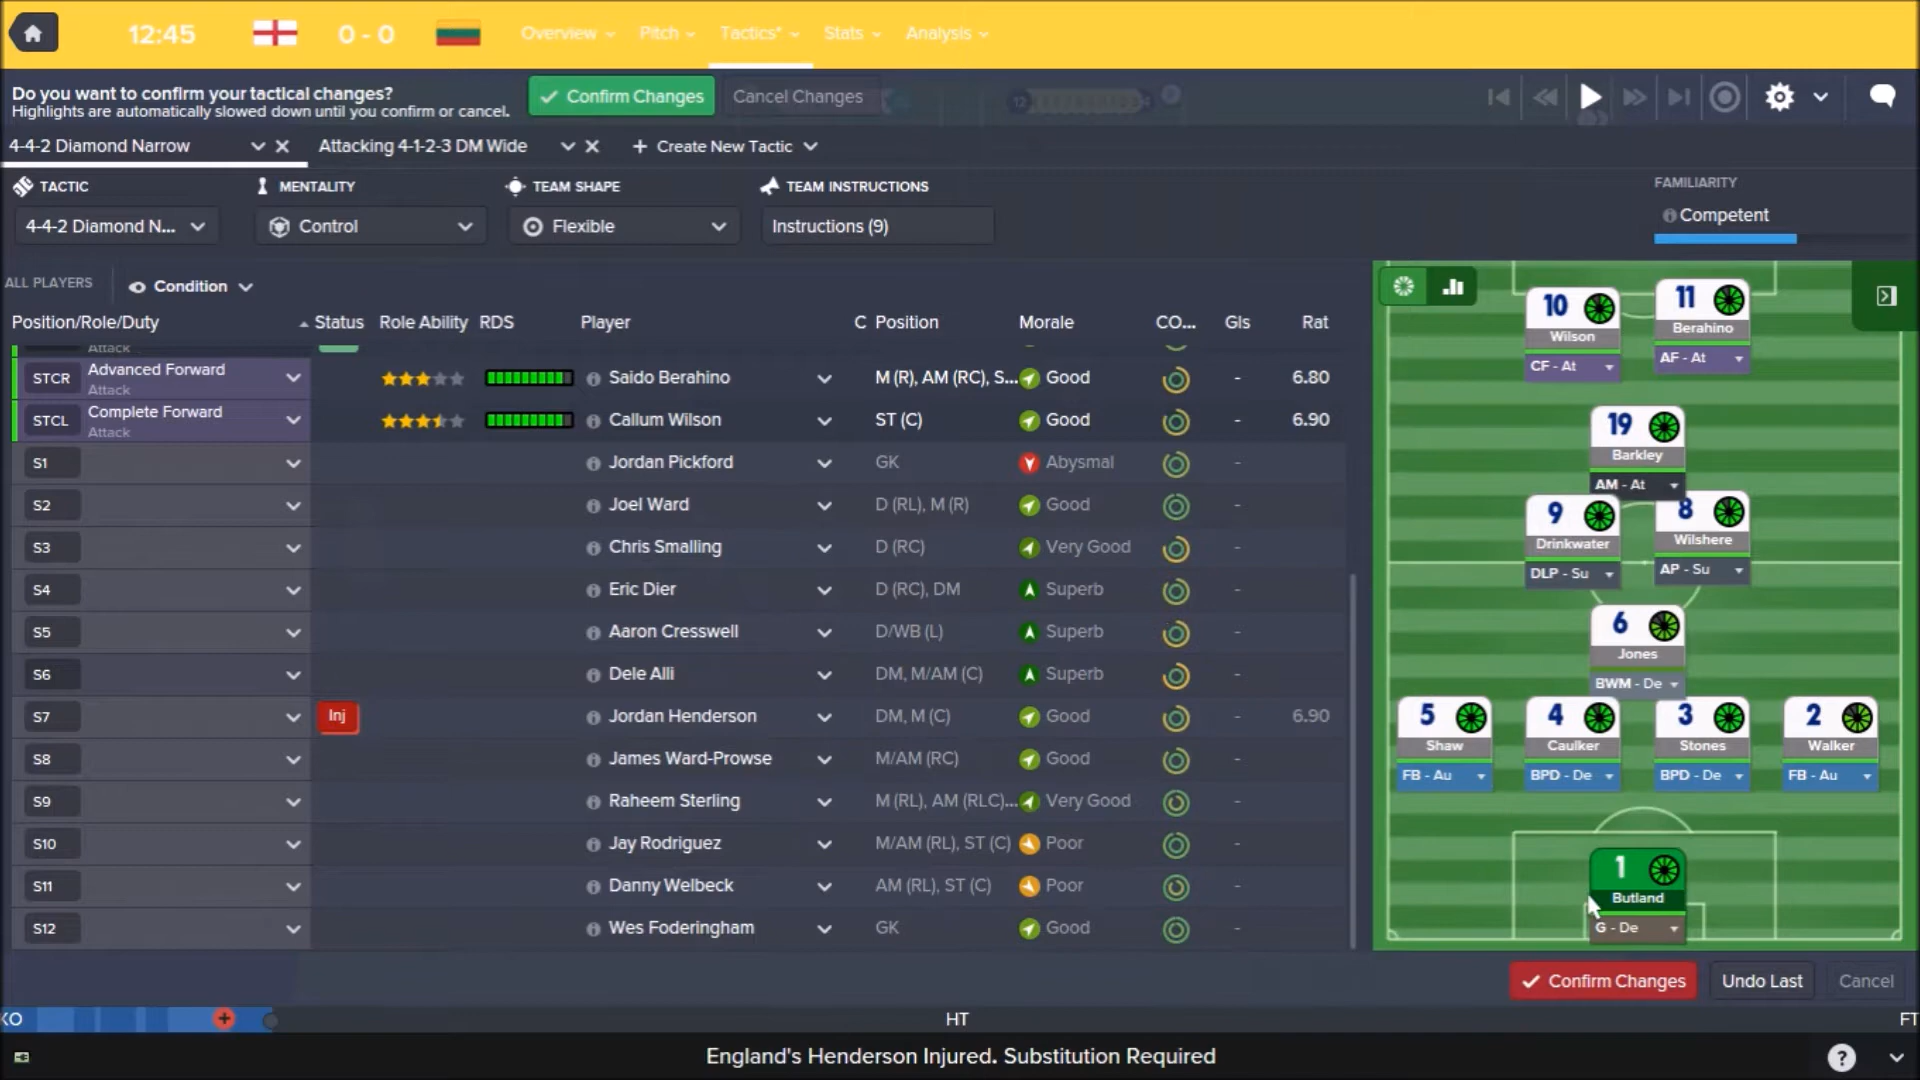 12:45
0 - 0
Overview
Pitch
Tactics*
Stats
Analysis
Do you want to confirm your tactical changes?
Highlights are automatically slowed down until you confirm or cancel.
Confirm Changes
Cancel Changes
4-4-2 Diamond Narrow
Attacking 4-1-2-3 DM Wide
+ Create New Tactic
TACTIC
MENTALITY
TEAM SHAPE
TEAM INSTRUCTIONS
FAMILIARITY
4-4-2 Diamond N...
Control
Flexible
Instructions (9)
Competent
ALL PLAYERS
Condition
Position/Role/Duty
Status
Role Ability
RDS
Player
C
Position
Morale
CO...
Gls
Rat
Attack
STCR
Advanced Forward
Attack
Saido Berahino
M (R), AM (RC), S...
Good
-
6.80
STCL
Complete Forward
Attack
Callum Wilson
ST (C)
Good
-
6.90
S1
Jordan Pickford
GK
Abysmal
-
S2
Joel Ward
D (RL), M (R)
Good
-
S3
Chris Smalling
D (RC)
Very Good
-
S4
Eric Dier
D (RC), DM
Superb
-
S5
Aaron Cresswell
D/WB (L)
Superb
-
S6
Dele Alli
DM, M/AM (C)
Superb
-
S7
Inj
Jordan Henderson
DM, M (C)
Good
-
6.90
S8
James Ward-Prowse
M/AM (RC)
Good
-
S9
Raheem Sterling
M (RL), AM (RLC)...
Very Good
-
S10
Jay Rodriguez
M/AM (RL), ST (C)
Poor
-
S11
Danny Welbeck
AM (RL), ST (C)
Poor
-
S12
Wes Foderingham
GK
Good
-
10
Wilson
CF - At
11
Berahino
AF - At
19
Barkley
AM - At
9
Drinkwater
DLP - Su
8
Wilshere
AP - Su
6
Jones
BWM - De
5
Shaw
FB - Au
4
Caulker
BPD - De
3
Stones
BPD - De
2
Walker
FB - Au
1
Butland
G - De
Confirm Changes
Undo Last
Cancel
KO
HT
FT
England's Henderson Injured. Substitution Required